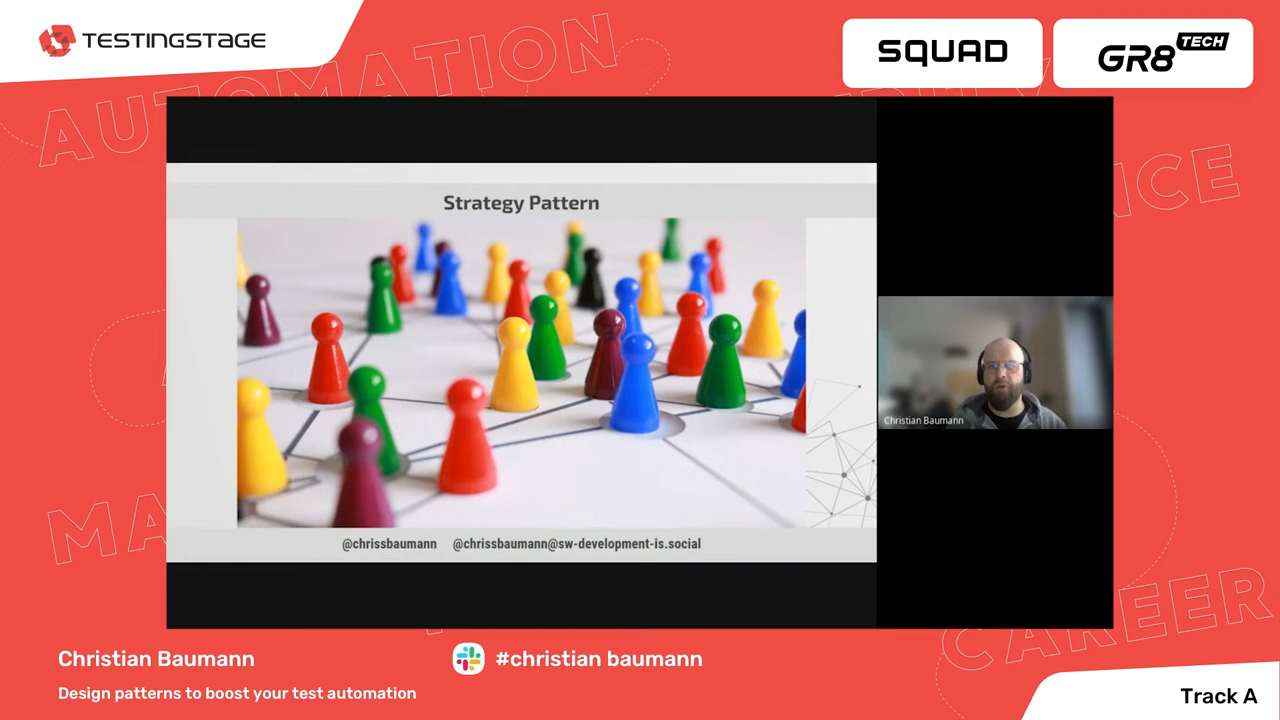 TESTINGSTAGE
SQUAD
GR8 TECH
AUTOMATION
Strategy Pattern
@chrissbaumann @chrissbaumann@sw-development-is.social
Christian Baumann
CAREER
Christian Baumann
#christian baumann
Design patterns to boost your test automation
Track A